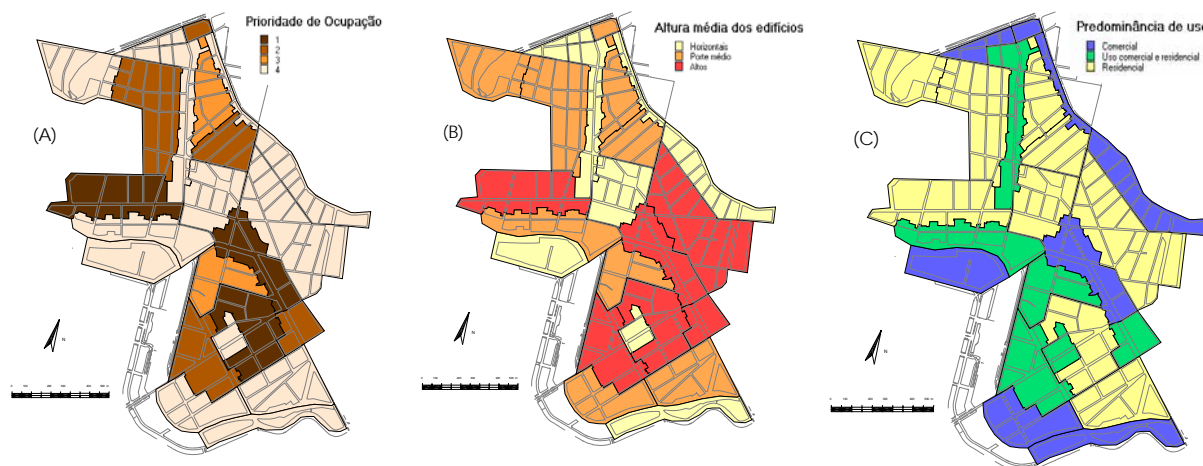 Prioridade de Ocupação
1
2
3
4
(A)
N
Altura média dos edifícios
Horizontais
Porte médio
Altos
(B)
N
Predominância de uso
Comercial
Uso comercial e residencial
Residencial
(C)
N